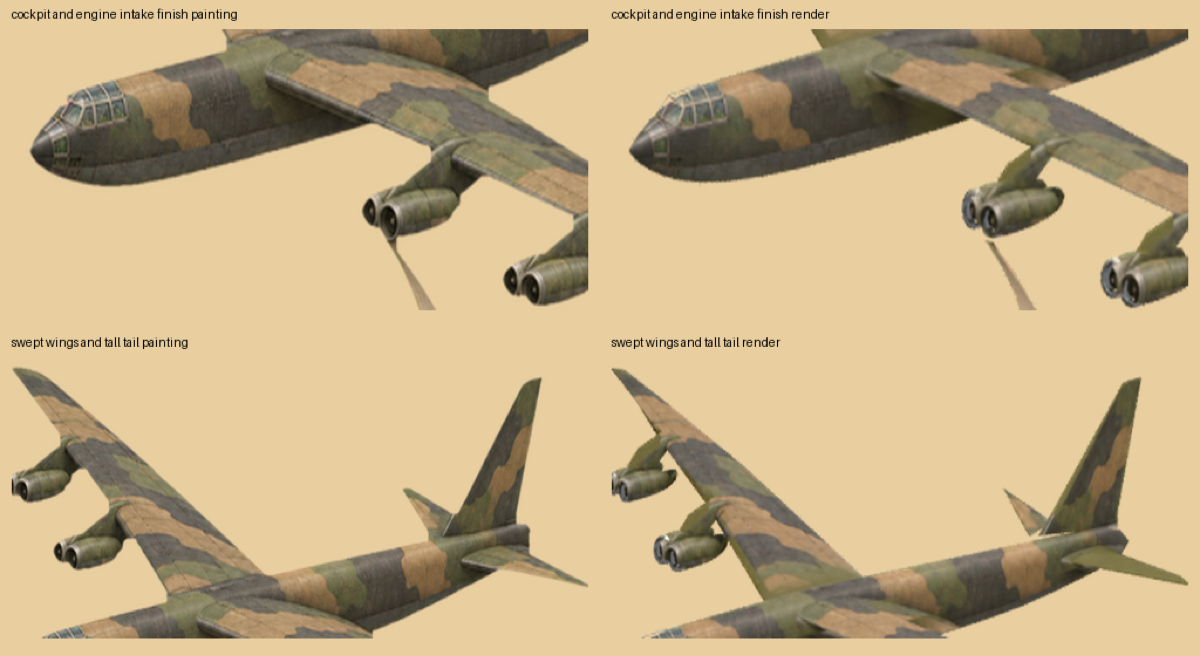 cockpit and engine intake finish painting
cockpit and engine intake finish render
swept wings and tall tail painting
swept wings and tall tail render